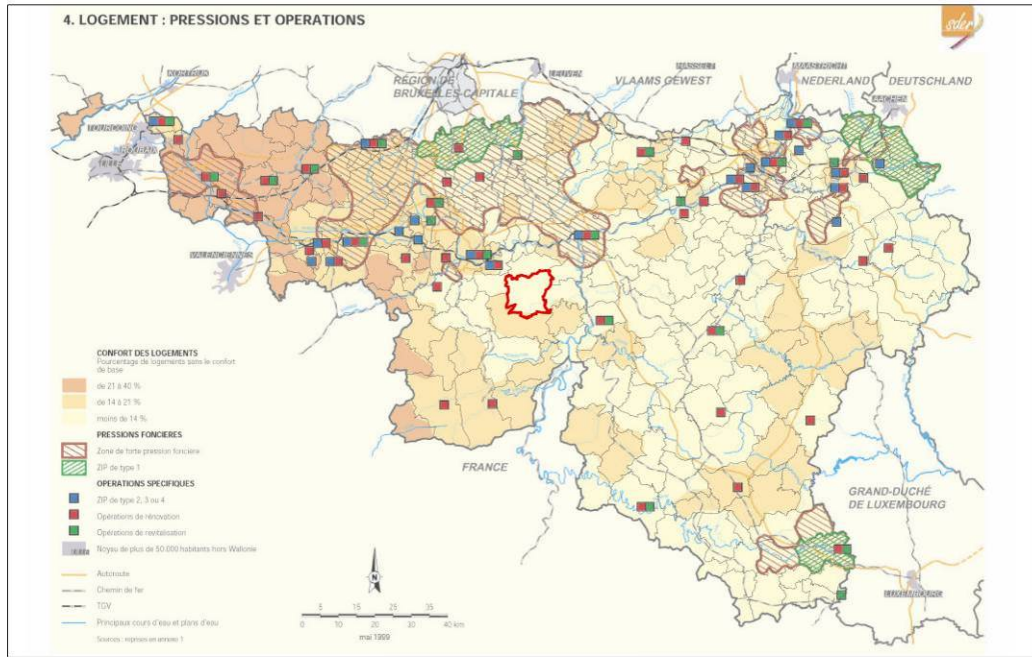 4. LOGEMENT : PRESSIONS ET OPERATIONS
sder
KORTRIJK
TOURCOING
ROUBAIX
LILLE
VALENCIENNES
RÉGION DE
BRUXELLES-CAPITALE
LEUVEN
HASSELT
VLAAMS GEWEST
MAASTRICHT
NEDERLAND
DEUTSCHLAND
AACHEN
FRANCE
GRAND-DUCHÉ
DE LUXEMBOURG
LUXEMBOURG
CONFORT DES LOGEMENTS
Pourcentage de logements sans le confort
de base
de 21 à 40 %
de 14 à 21 %
moins de 14 %
PRESSIONS FONCIERES
Zone de forte pression foncière
ZIP de type 1
OPERATIONS SPECIFIQUES
ZIP de type 2, 3 ou 4
Opérations de rénovation
Opérations de revitalisation
LILLE
Noyau de plus de 50.000 habitants hors Wallonie
Autoroute
Chemin de fer
TGV
Principaux cours d'eau et plans d'eau
Sources : reprises en annexe 1
N
5 15 25 35
0 10 20 30 40 km
mai 1999